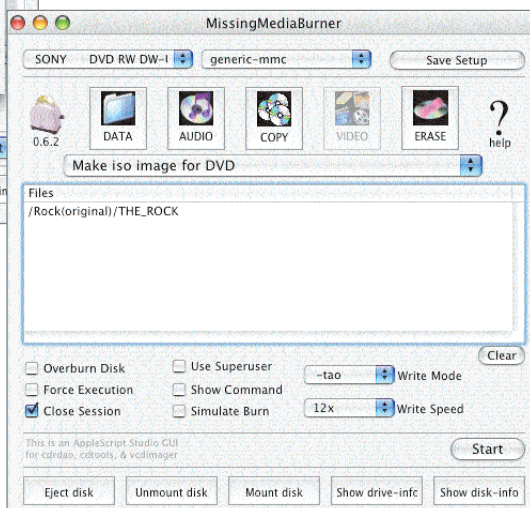 MissingMediaBurner
SONY DVD RW DW-I generic-mmc Save Setup
0.6.2 DATA AUDIO COPY VIDEO ERASE ? help
Make iso image for DVD
Files
/Rock(original)/THE_ROCK
Clear
Overburn Disk Use Superuser -tao Write Mode
Force Execution Show Command
Close Session Simulate Burn 12x Write Speed
This is an AppleScript Studio GUI
for cdrdao, cdtools, & vcdimager
Start
Eject disk Unmount disk Mount disk Show drive-infc Show disk-info